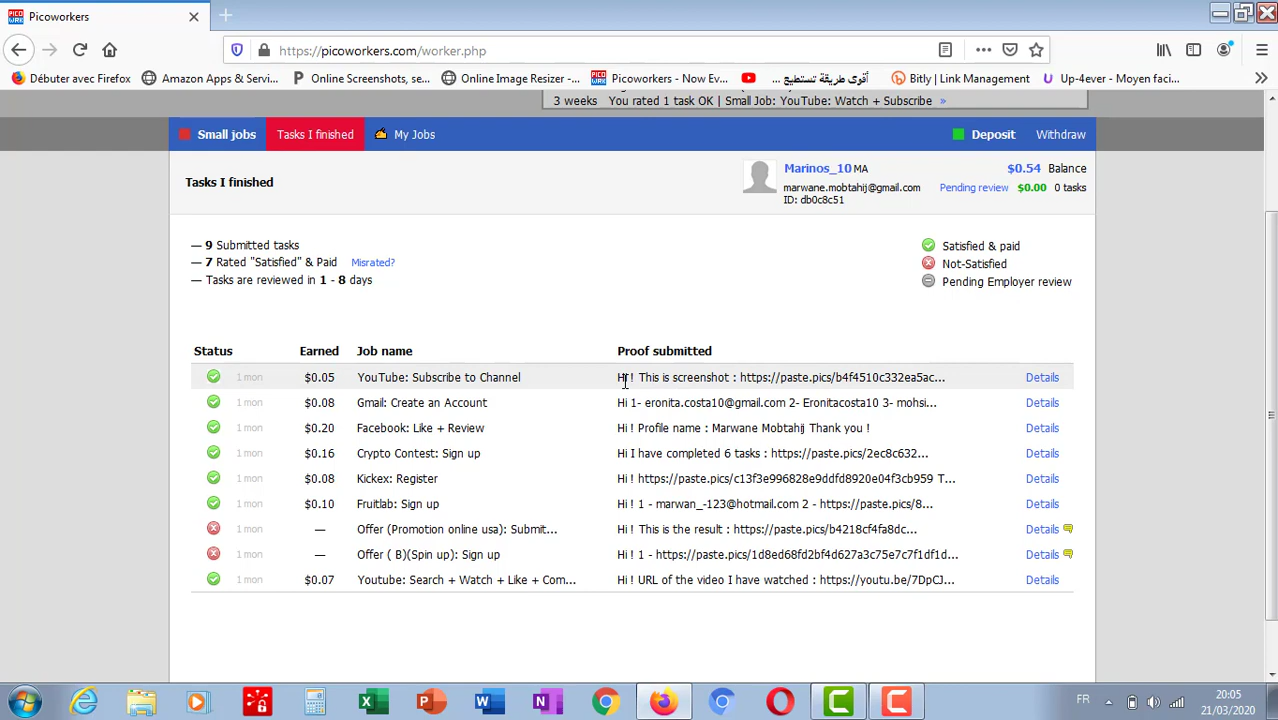 Picoworkers
https://picoworkers.com/worker.php
Débuter avec Firefox Amazon Apps & Servi... Online Screenshots, se... Online Image Resizer -... Picoworkers - Now Ev... أقوى طريقة تستطيع ... Bitly | Link Management Up-4ever - Moyen faci...
3 weeks You rated 1 task OK | Small Job: YouTube: Watch + Subscribe »
Small jobs Tasks I finished My Jobs Deposit Withdraw
Tasks I finished
Marinos_10 MA $0.54 Balance
marwane.mobtahij@gmail.com Pending review $0.00 0 tasks
ID: db0c8c51
— 9 Submitted tasks
— 7 Rated "Satisfied" & Paid Misrated?
— Tasks are reviewed in 1 - 8 days
Satisfied & paid
Not-Satisfied
Pending Employer review
Status Earned Job name Proof submitted
1 mon $0.05 YouTube: Subscribe to Channel Hi ! This is screenshot : https://paste.pics/b4f4510c332ea5ac... Details
1 mon $0.08 Gmail: Create an Account Hi 1- eronita.costa10@gmail.com 2- Eronitacosta10 3- mohsi... Details
1 mon $0.20 Facebook: Like + Review Hi ! Profile name : Marwane Mobtahij Thank you ! Details
1 mon $0.16 Crypto Contest: Sign up Hi I have completed 6 tasks : https://paste.pics/2ec8c632... Details
1 mon $0.08 Kickex: Register Hi ! https://paste.pics/c13f3e996828e9ddfd8920e04f3cb959 T... Details
1 mon $0.10 Fruitlab: Sign up Hi ! 1 - marwan_-123@hotmail.com 2 - https://paste.pics/8... Details
1 mon — Offer (Promotion online usa): Submit... Hi ! This is the result : https://paste.pics/b4218cf4fa8dc... Details
1 mon — Offer ( B)(Spin up): Sign up Hi ! 1 - https://paste.pics/1d8ed68fd2bf4d627a3c75e7c7f1df1d... Details
1 mon $0.07 Youtube: Search + Watch + Like + Com... Hi ! URL of the video I have watched : https://youtu.be/7DpCJ... Details
FR 20:05
21/03/2020